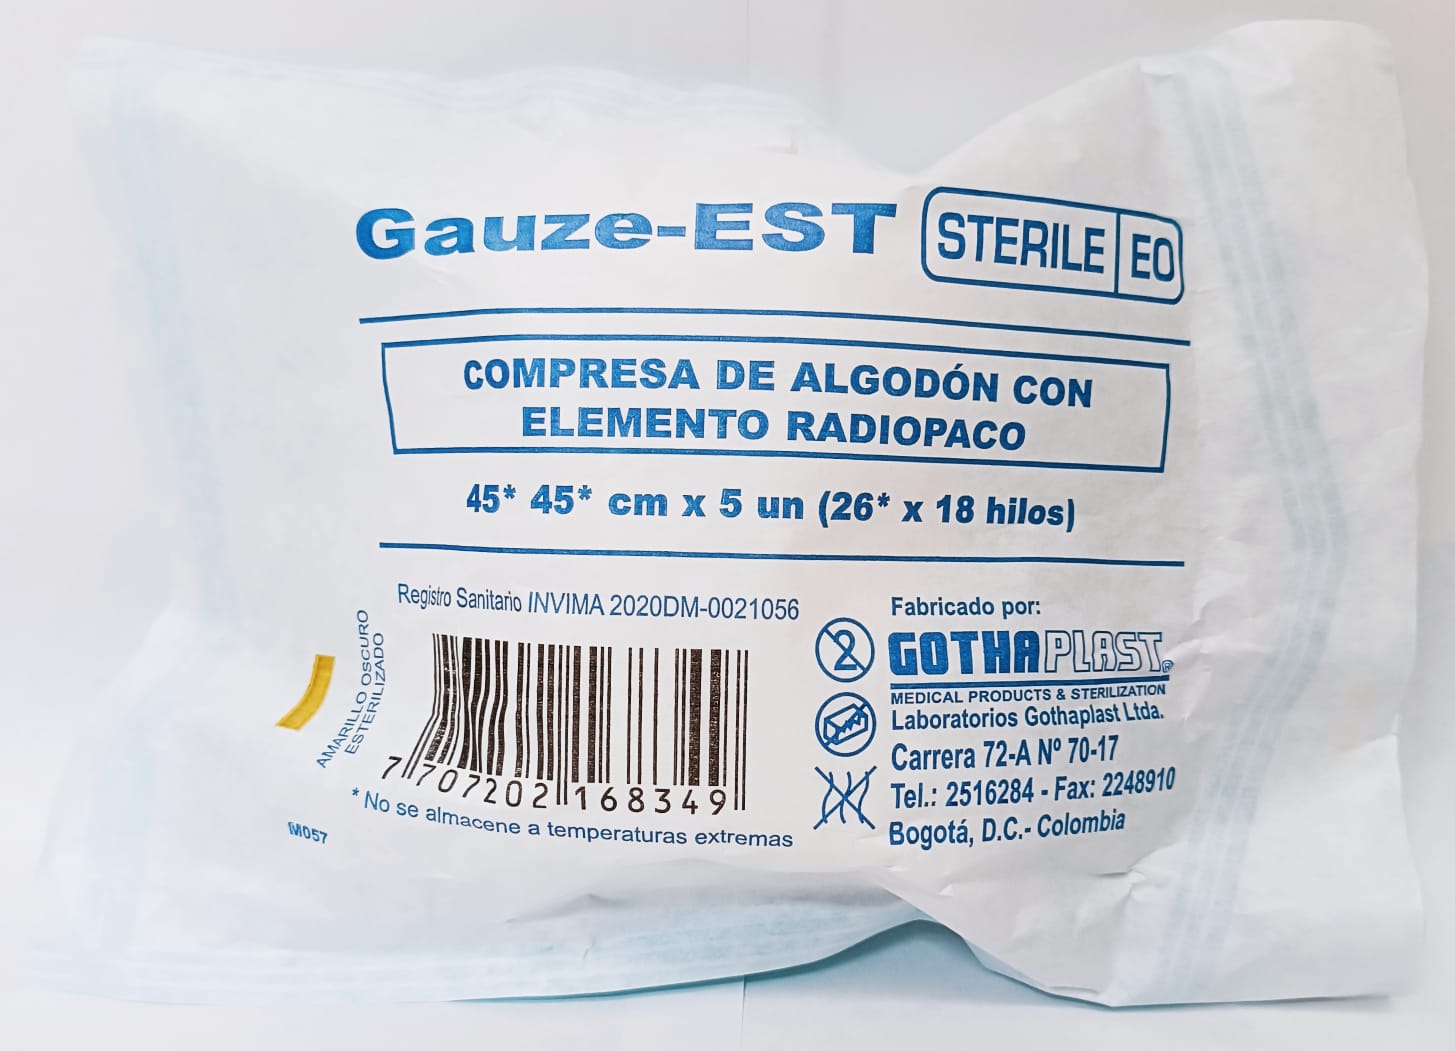 Gauze-EST STERILE EO
COMPRESA DE ALGODÓN CON
ELEMENTO RADIOPACO
45* 45* cm x 5 un (26* x 18 hilos)
Registro Sanitario INVIMA 2020DM-0021056
AMARILLO OSCURO
ESTERILIZADO
7 707202 168349
* No se almacene a temperaturas extremas
M057
2
Fabricado por:
GOTHAPLAST®
MEDICAL PRODUCTS & STERILIZATION
Laboratorios Gothaplast Ltda.
Carrera 72-A Nº 70-17
Tel.: 2516284 - Fax: 2248910
Bogotá, D.C.- Colombia